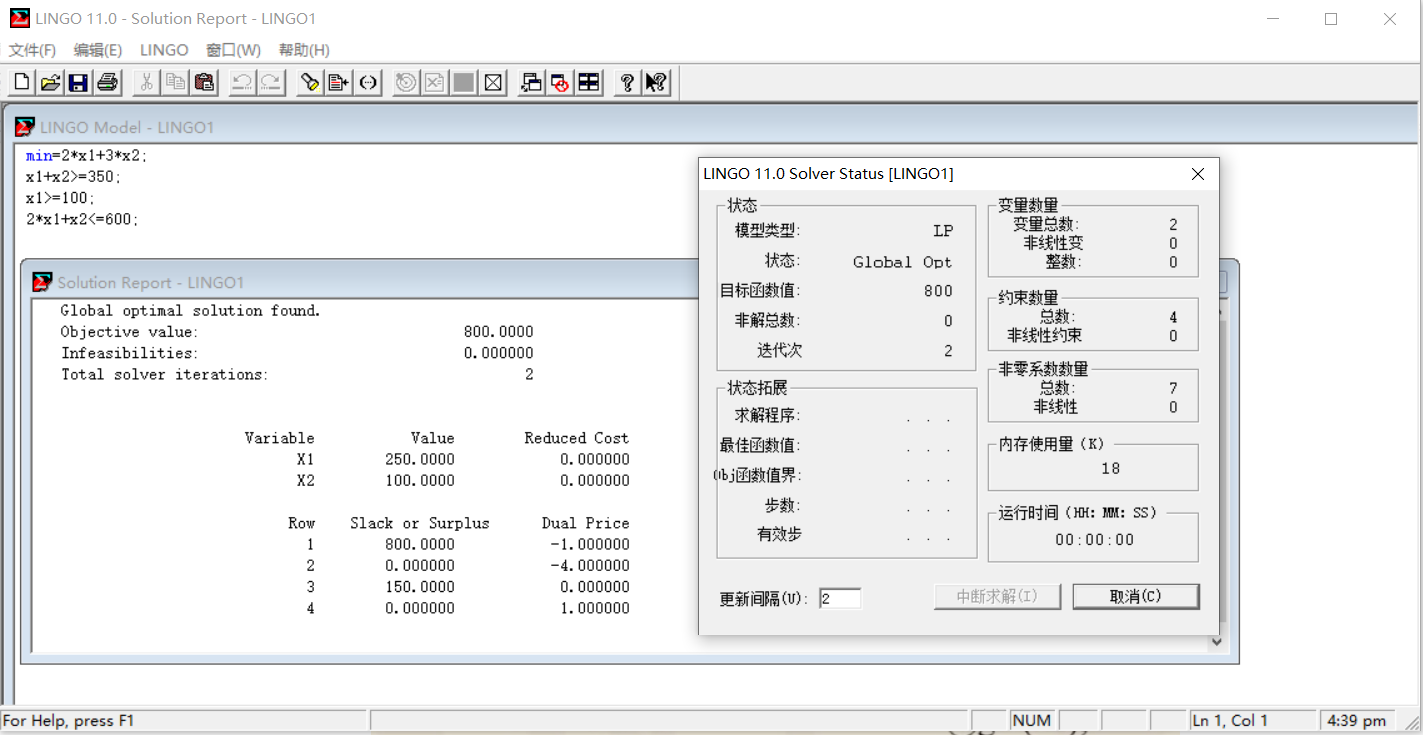 LINGO 11.0 - Solution Report - LINGO1
文件(F) 编辑(E) LINGO 窗口(W) 帮助(H)
LINGO Model - LINGO1
min=2*x1+3*x2;
x1+x2>=350;
x1>=100;
2*x1+x2<=600;
Solution Report - LINGO1
Global optimal solution found.
Objective value: 800.0000
Infeasibilities: 0.000000
Total solver iterations: 2
Variable Value Reduced Cost
X1 250.0000 0.000000
X2 100.0000 0.000000
Row Slack or Surplus Dual Price
1 800.0000 -1.000000
2 0.000000 -4.000000
3 150.0000 0.000000
4 0.000000 1.000000
LINGO 11.0 Solver Status [LINGO1]
状态
模型类型: LP
状态: Global Opt
目标函数值: 800
非解总数: 0
迭代次 2
状态拓展
求解程序: . . .
最佳函数值: . . .
Obj函数值界: . . .
步数: . . .
有效步 . . .
变量数量
变量总数: 2
非线性变 0
整数: 0
约束数量
总数: 4
非线性约束 0
非零系数数量
总数: 7
非线性 0
内存使用量 (K)
18
运行时间 (HH: MM: SS)
00:00:00
更新间隔(U): 2
中断求解(I)
取消(C)
For Help, press F1
NUM
Ln 1, Col 1
4:39 pm